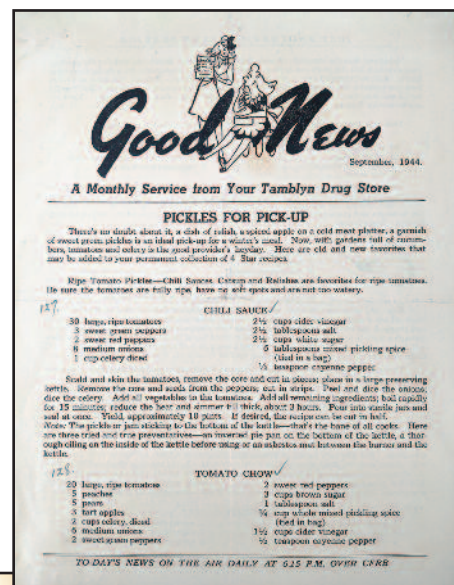 Good News
September, 1944.
A Monthly Service from Your Tamblyn Drug Store
PICKLES FOR PICK-UP
There's no doubt about it, a dish of relish, a spiced apple on a cold meat platter, a garnish
of sweet green pickles is an ideal pick-up for a winter's meal. Now, with gardens full of cucum-
bers, tomatoes and celery is the good provider's heyday. Here are old and new favorites that
may be added to your permanent collection of 4 Star recipes.
Ripe Tomato Pickles—Chili Sauces, Catsup and Relishes are favorites for ripe tomatoes.
Be sure the tomatoes are fully ripe, have no soft spots and are not too watery.
127.
CHILI SAUCE ✓
30 large, ripe tomatoes
3 sweet green peppers
2 sweet red peppers
8 medium onions
1 cup celery diced
2½ cups cider vinegar
2½ tablespoons salt
2½ cups white sugar
6 tablespoons mixed pickling spice
(tied in a bag)
½ teaspoon cayenne pepper
Scald and skin the tomatoes, remove the core and cut in pieces; place in a large preserving
kettle. Remove the core and seeds from the peppers; cut in strips. Peel and dice the onions;
dice the celery. Add all vegetables to the tomatoes. Add all remaining ingredients; boil rapidly
for 15 minutes; reduce the heat and simmer til thick, about 3 hours. Pour into sterile jars and
seal at once. Yield, approximately 10 pints. If desired, the recipe can be cut in half.
Note: The pickle or jam sticking to the bottom of the kettle—that's the bane of all cooks. Here
are three tried and true preventatives—an inverted pie pan on the bottom of the kettle, a thor-
ough oiling on the inside of the kettle before using or an asbestos mat between the burner and the
kettle.
128.
TOMATO CHOW ✓
20 large, ripe tomatoes
5 peaches
5 pears
3 tart apples
2 cups celery, diced
6 medium onions
2 sweet green peppers
2 sweet red peppers
3 cups brown sugar
1 tablespoon salt
¼ cup whole mixed pickling spice
(tied in bag)
1½ cups cider vinegar
½ teaspoon cayenne pepper
TO-DAY'S NEWS ON THE AIR DAILY AT 6.25 P.M. OVER CFRB